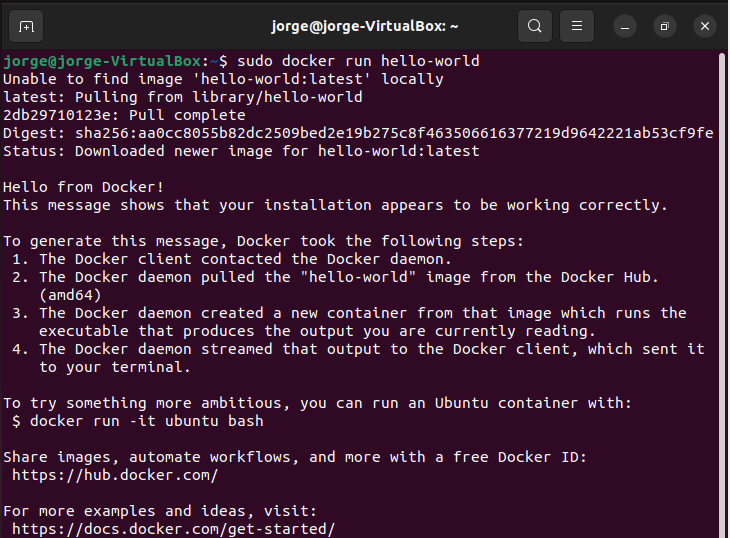 jorge@jorge-VirtualBox: ~
jorge@jorge-VirtualBox:~$ sudo docker run hello-world
Unable to find image 'hello-world:latest' locally
latest: Pulling from library/hello-world
2db29710123e: Pull complete
Digest: sha256:aa0cc8055b82dc2509bed2e19b275c8f463506616377219d9642221ab53cf9fe
Status: Downloaded newer image for hello-world:latest

Hello from Docker!
This message shows that your installation appears to be working correctly.

To generate this message, Docker took the following steps:
 1. The Docker client contacted the Docker daemon.
 2. The Docker daemon pulled the "hello-world" image from the Docker Hub.
    (amd64)
 3. The Docker daemon created a new container from that image which runs the
    executable that produces the output you are currently reading.
 4. The Docker daemon streamed that output to the Docker client, which sent it
    to your terminal.

To try something more ambitious, you can run an Ubuntu container with:
 $ docker run -it ubuntu bash

Share images, automate workflows, and more with a free Docker ID:
 https://hub.docker.com/

For more examples and ideas, visit:
 https://docs.docker.com/get-started/